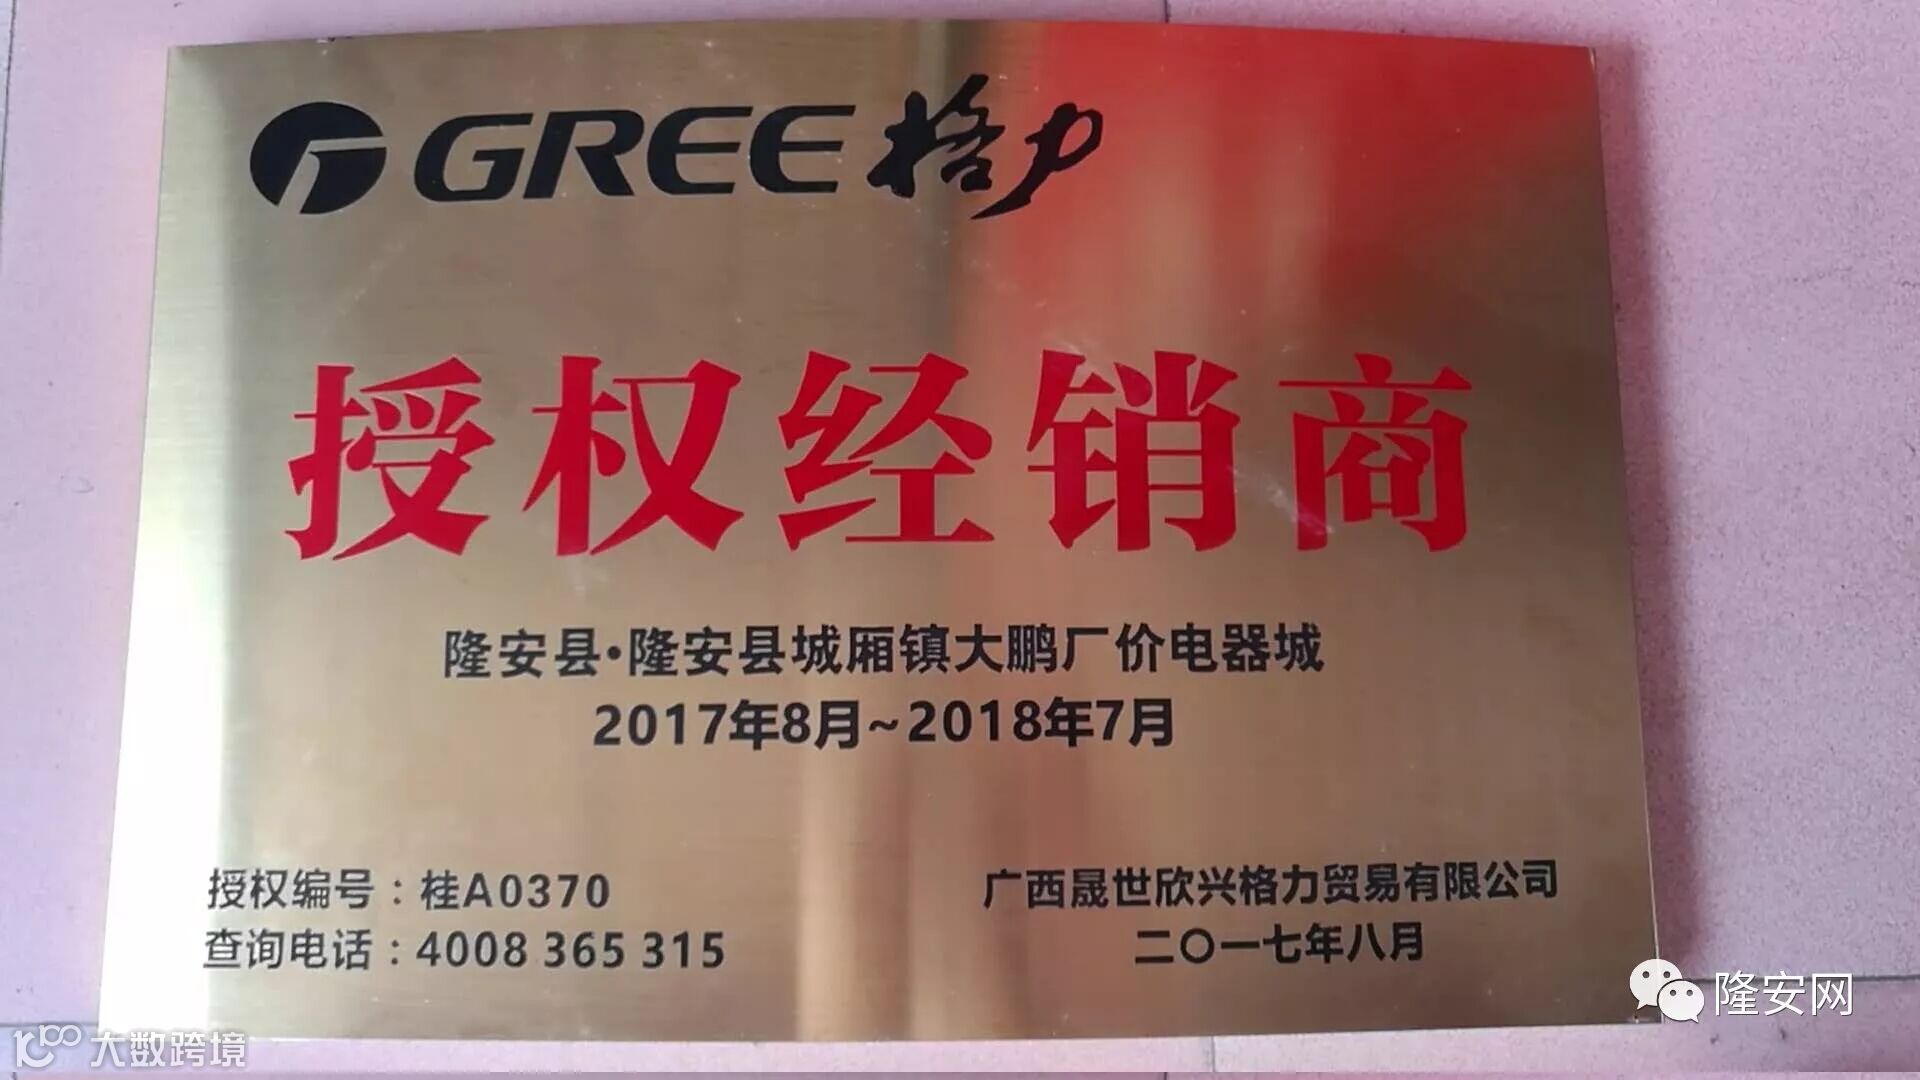 GREE 格力
授权经销商
隆安县·隆安县城厢镇大鹏厂价电器城
2017年8月~2018年7月
授权编号:桂A0370
查询电话:4008 365 315
广西晟世欣兴格力贸易有限公司
二〇一七年八月
隆安网
大数跨境